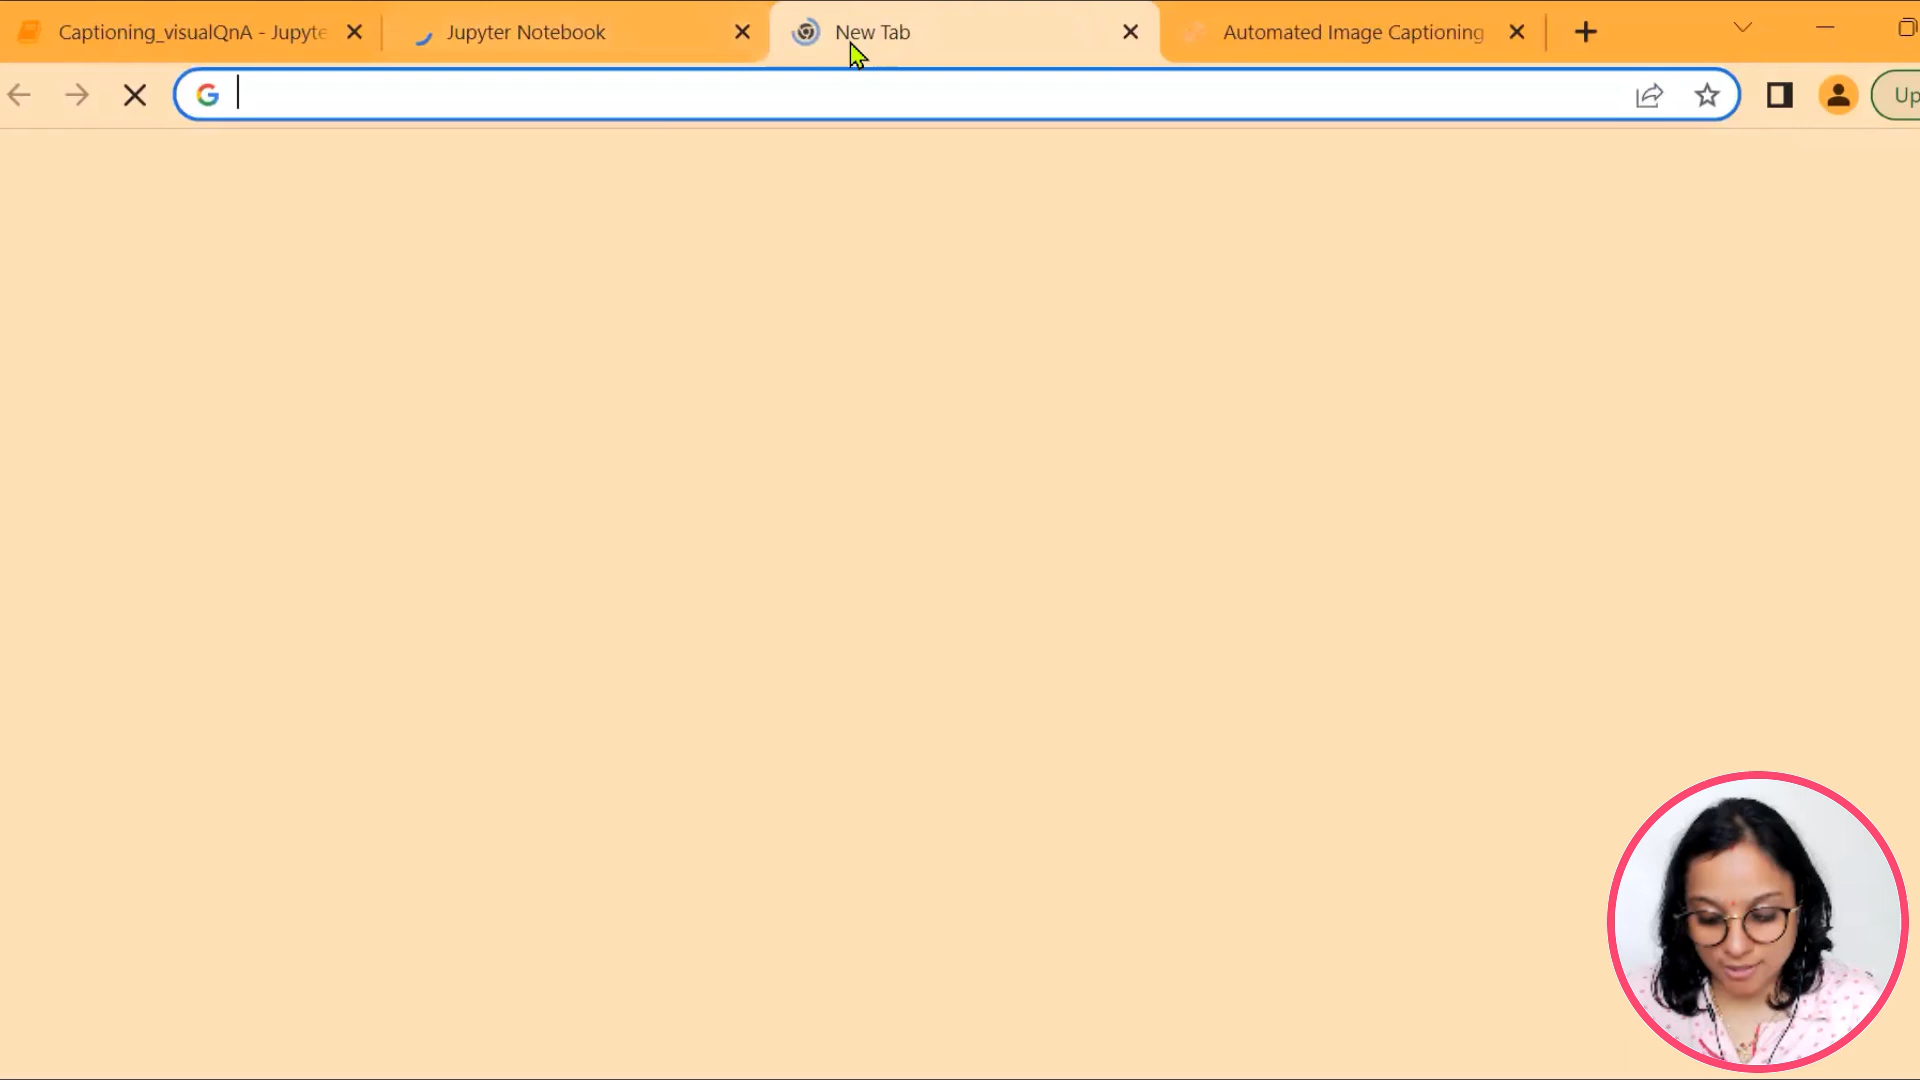 Captioning_visualQnA - Jupyte
Jupyter Notebook
New Tab
Automated Image Captioning
Up